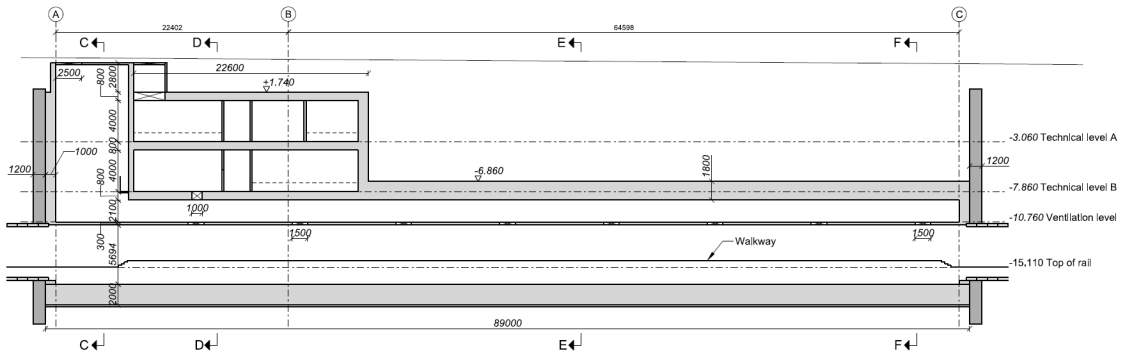 A
B
C
22402
64598
C
D
E
F
2500
800
2800
22600
+1.740
4000
-3.060 Technical level A
800
1200
1000
4000
800
-6.860
1800
1200
-7.860 Technical level B
2100
1000
-10.760 Ventilation level
300
1500
1500
5694
Walkway
-15.110 Top of rail
2000
89000
C
D
E
F